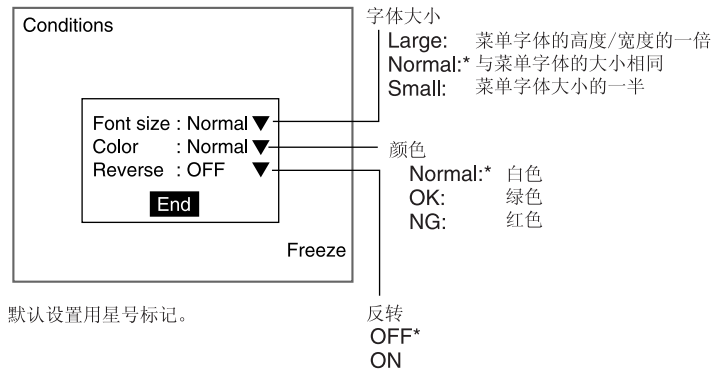 Conditions
Font size : Normal ▼
Color : Normal ▼
Reverse : OFF ▼
End
Freeze
默认设置用星号标记。
字体大小
Large: 菜单字体的高度/宽度的一倍
Normal:* 与菜单字体的大小相同
Small: 菜单字体大小的一半
颜色
Normal:* 白色
OK: 绿色
NG: 红色
反转
OFF*
ON